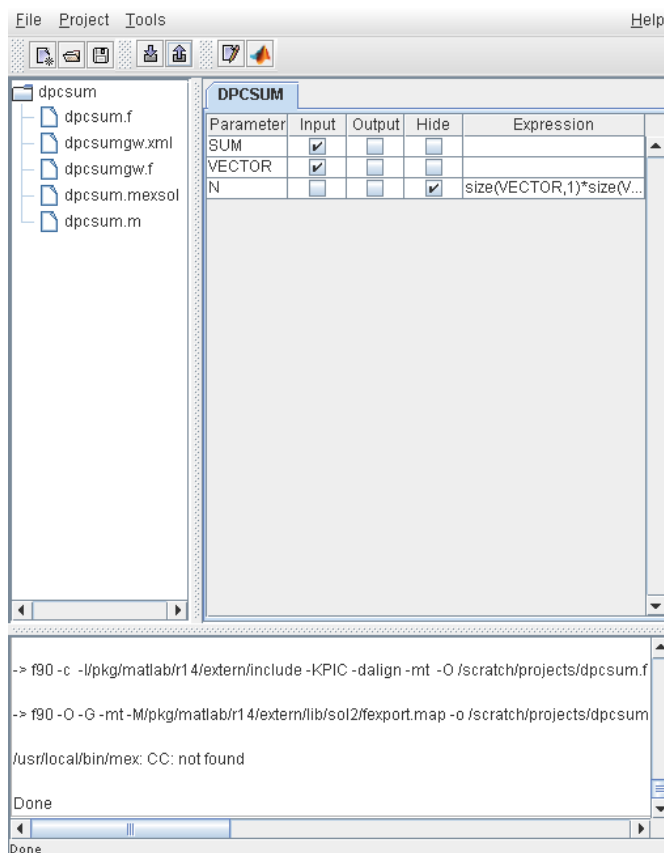 File Project Tools Help
dpcsum
dpcsum.f
dpcsumgw.xml
dpcsumgw.f
dpcsum.mexsol
dpcsum.m
DPCSUM
Parameter Input Output Hide Expression
SUM
VECTOR
N size(VECTOR,1)*size(V...
-> f90 -c -I/pkg/matlab/r14/extern/include -KPIC -dalign -mt -O /scratch/projects/dpcsum.f
-> f90 -O -G -mt -M/pkg/matlab/r14/extern/lib/sol2/fexport.map -o /scratch/projects/dpcsum
/usr/local/bin/mex: CC: not found
Done
Done